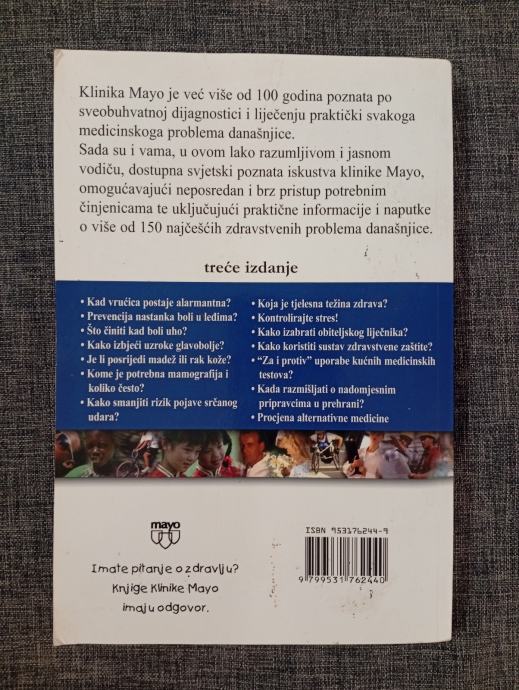 Klinika Mayo je već više od 100 godina poznata po
sveobuhvatnoj dijagnostici i liječenju praktički svakoga
medicinskoga problema današnjice.
Sada su i vama, u ovom lako razumljivom i jasnom
vodiču, dostupna svjetski poznata iskustva klinike Mayo,
omogućavajući neposredan i brz pristup potrebnim
činjenicama te uključujući praktične informacije i naputke
o više od 150 najčešćih zdravstvenih problema današnjice.
treće izdanje
• Kad vrućica postaje alarmantna?
• Prevencija nastanka boli u leđima?
• Što činiti kad boli uho?
• Kako izbjeći uzroke glavobolje?
• Je li posrijedi madež ili rak kože?
• Kome je potrebna mamografija i
koliko često?
• Kako smanjiti rizik pojave srčanog
udara?
• Koja je tjelesna težina zdrava?
• Kontrolirajte stres!
• Kako izabrati obiteljskog liječnika?
• Kako koristiti sustav zdravstvene zaštite?
• “Za i protiv” uporabe kućnih medicinskih
testova?
• Kada razmišljati o nadomjesnim
pripravcima u prehrani?
• Procjena alternativne medicine
mayo
Imate pitanje o zdravlju?
Knjige Klinike Mayo
imaju odgovor.
ISBN 953176244-9
9 799531 762440